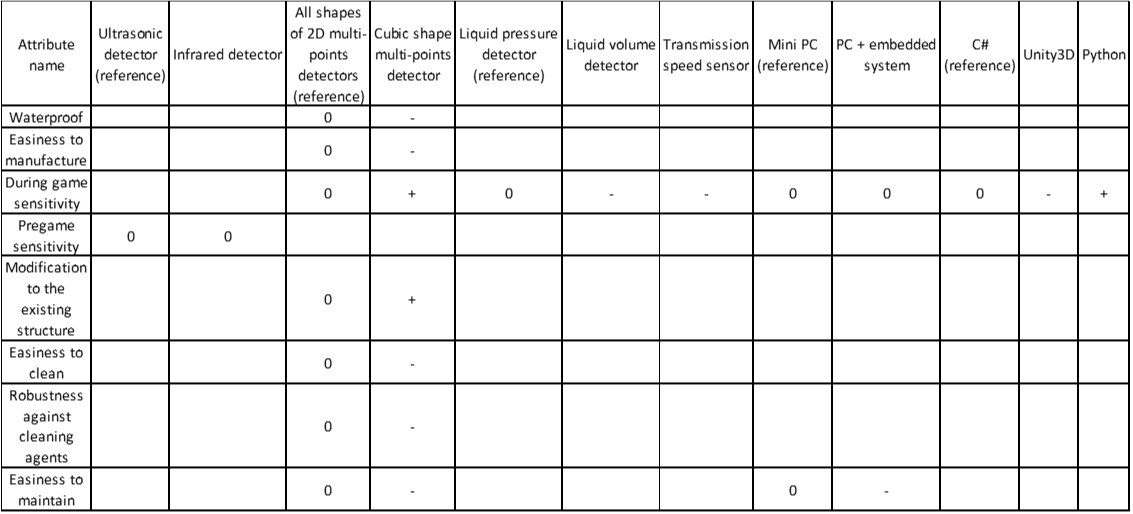 Attribute name | Ultrasonic detector (reference) | Infrared detector | All shapes of 2D multi-points detectors (reference) | Cubic shape multi-points detector | Liquid pressure detector (reference) | Liquid volume detector | Transmission speed sensor | Mini PC (reference) | PC + embedded system | C# (reference) | Unity3D | Python
Waterproof | | | 0 | - | | | | | | | |
Easiness to manufacture | | | 0 | - | | | | | | | |
During game sensitivity | | | 0 | + | 0 | - | - | 0 | 0 | 0 | - | +
Pregame sensitivity | 0 | 0 | | | | | | | | | |
Modification to the existing structure | | | 0 | + | | | | | | | |
Easiness to clean | | | 0 | - | | | | | | | |
Robustness against cleaning agents | | | 0 | - | | | | | | | |
Easiness to maintain | | | 0 | - | | | | 0 | - | | |